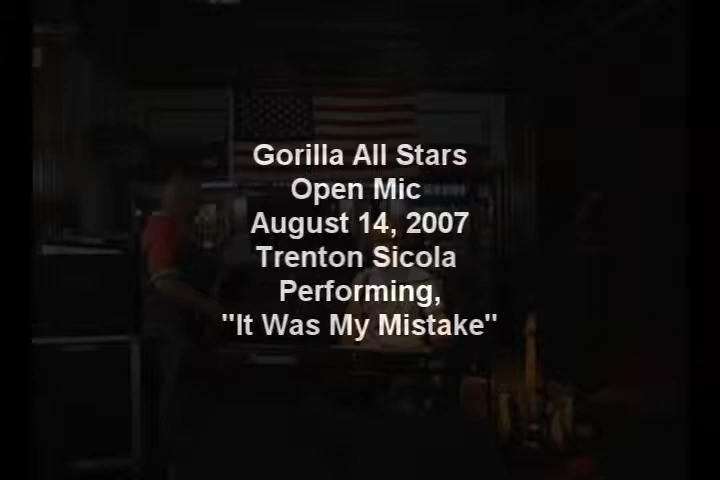 Gorilla All Stars
Open Mic
August 14, 2007
Trenton Sicola
Performing,
"It Was My Mistake"